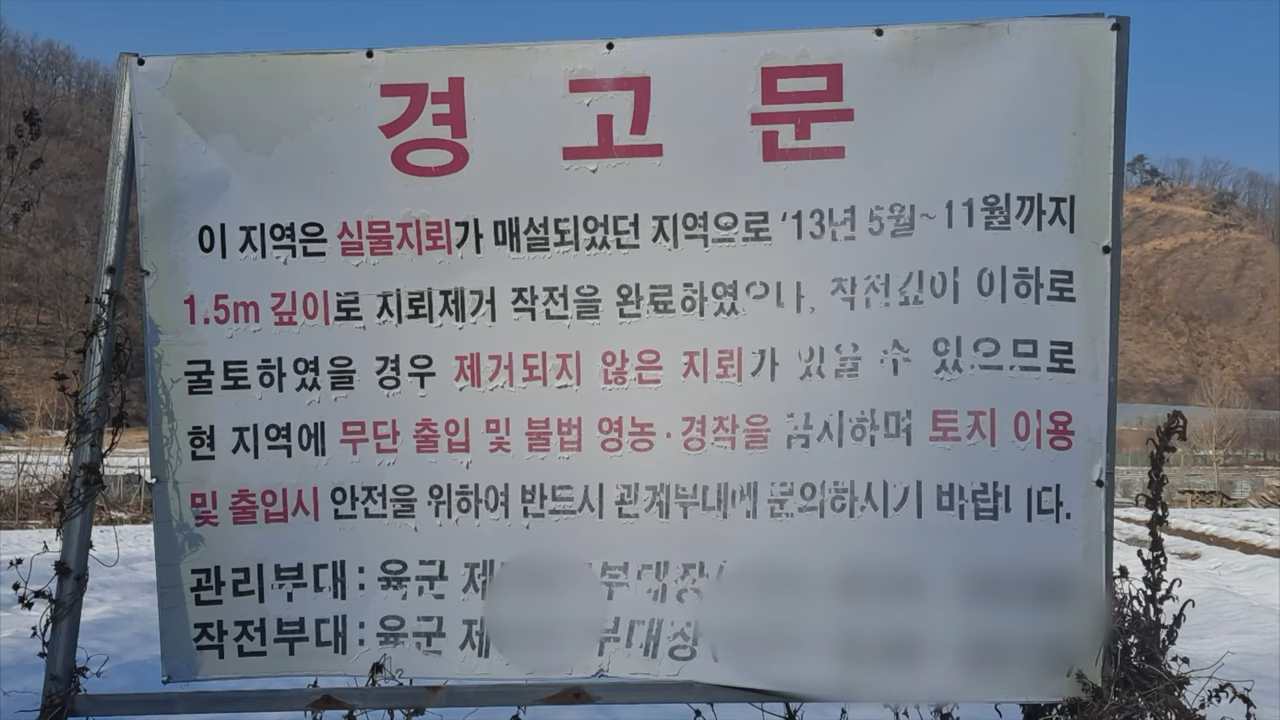 경고문
이 지역은 실물지뢰가 매설되었던 지역으로 '13년 5월~11월까지
1.5m 깊이로 지뢰제거 작전을 완료하였으나, 작전깊이 이하로
굴토하였을 경우 제거되지 않은 지뢰가 있을 수 있으므로
현 지역에 무단 출입 및 불법 영농·경작을 금시하며 토지 이용
및 출입시 안전을 위하여 반드시 관계부대에 문의하시기 바랍니다.
관리부대: 육군 제 부대장(
작전부대: 육군 제 부대장(